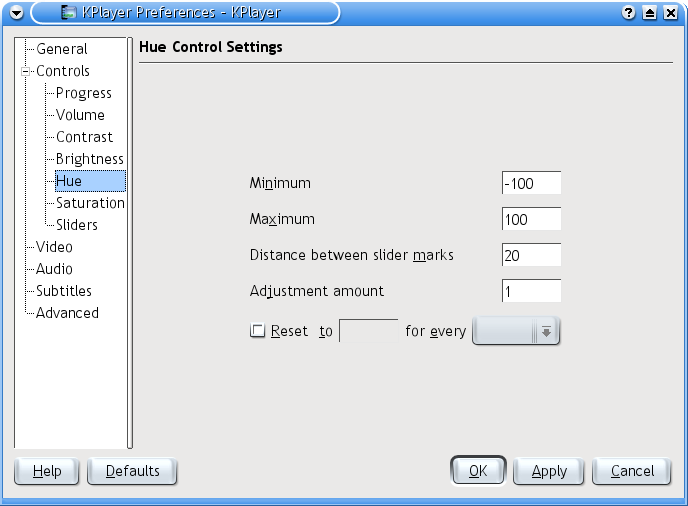 KPlayer Preferences - KPlayer
General
Controls
Progress
Volume
Contrast
Brightness
Hue
Saturation
Sliders
Video
Audio
Subtitles
Advanced
Hue Control Settings
Minimum -100
Maximum 100
Distance between slider marks 20
Adjustment amount 1
Reset to for every
Help Defaults OK Apply Cancel